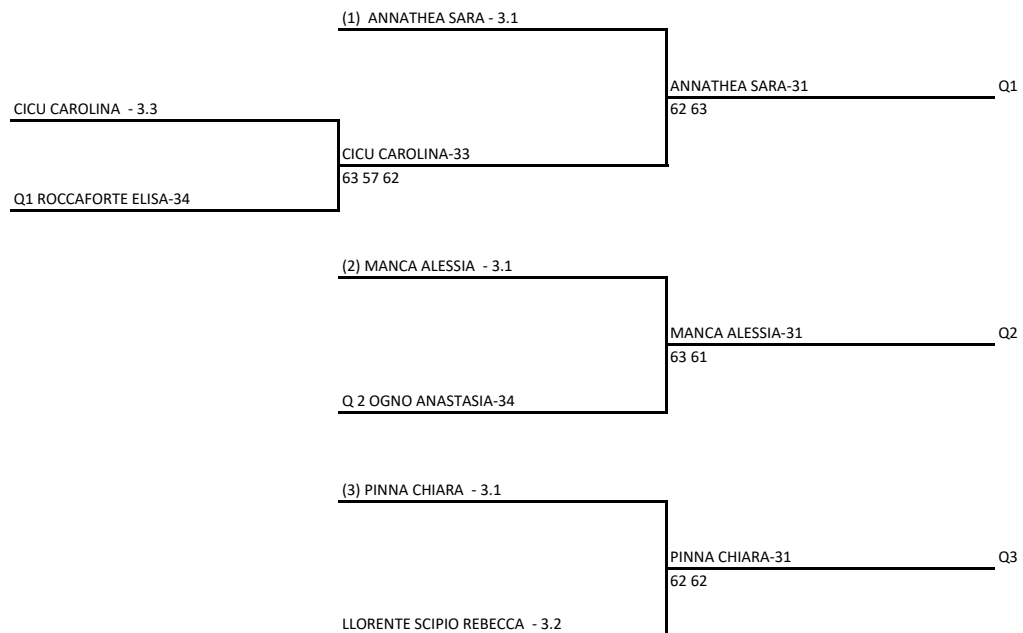 (1) ANNATHEA SARA - 3.1
ANNATHEA SARA-31 Q1
CICU CAROLINA - 3.3
62 63
CICU CAROLINA-33
63 57 62
Q1 ROCCAFORTE ELISA-34
(2) MANCA ALESSIA - 3.1
MANCA ALESSIA-31 Q2
63 61
Q 2 OGNO ANASTASIA-34
(3) PINNA CHIARA - 3.1
PINNA CHIARA-31 Q3
62 62
LLORENTE SCIPIO REBECCA - 3.2